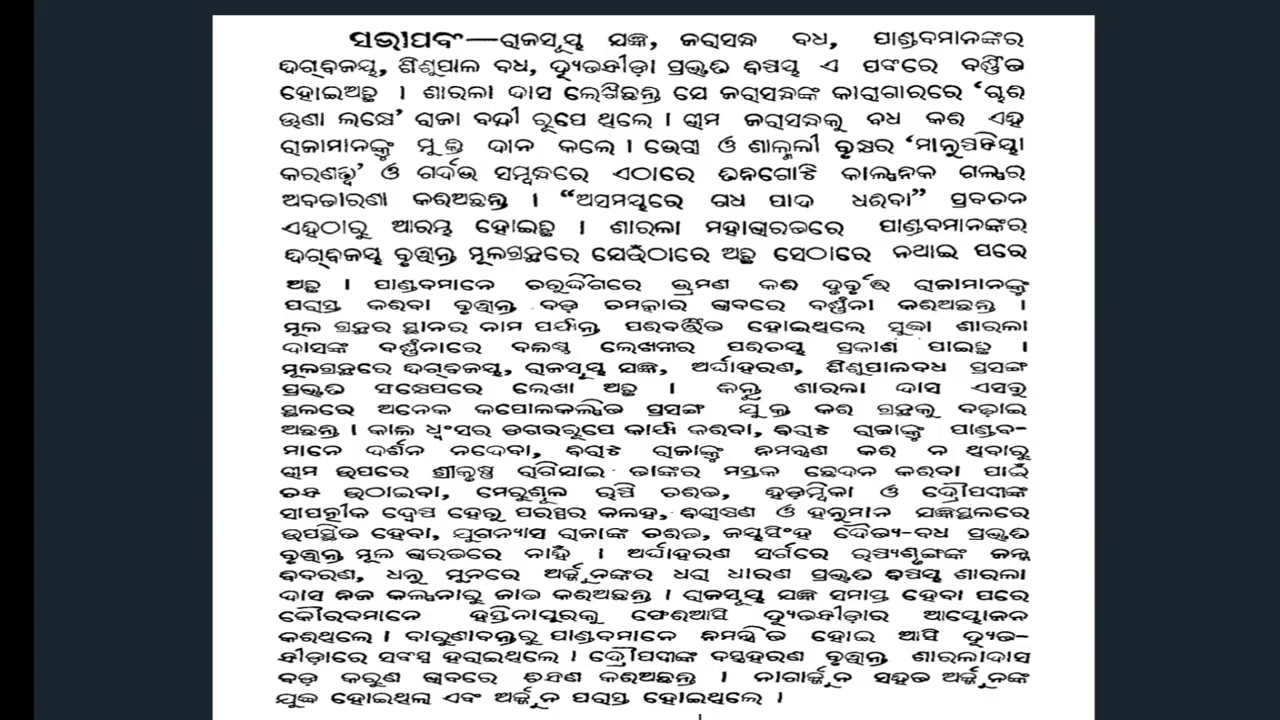 ସଭାପର୍ବ—ରାଜସୂୟ ଯଜ୍ଞ, ଜରାସନ୍ଧ ବଧ, ପାଣ୍ଡବମାନଙ୍କର
ଦିଗ୍‌ବିଜୟ, ଶିଶୁପାଳ ବଧ, ଦ୍ୟୂତକ୍ରୀଡ଼ା ପ୍ରଭୃତି ବିଷୟ ଏ ପର୍ବରେ ବର୍ଣ୍ଣିତ
ହୋଇଅଛି । ଶାରଳା ଦାସ ଲେଖିଛନ୍ତି ଯେ ଜରାସନ୍ଧଙ୍କ କାରାଗାରରେ ‘ଚାରି
ଊଣା ଲକ୍ଷେ’ ରାଜା ବନ୍ଦୀ ରୂପେ ଥିଲେ । ଭୀମ ଜରାସନ୍ଧକୁ ବଧ କରି ଏହି
ରାଜାମାନଙ୍କୁ ମୁକ୍ତି ଦାନ କଲେ । ଭେଣ୍ଡି ଓ ଶାଳ୍ମଳୀ ବୃକ୍ଷର ‘ମାନୁଷିକିୟା
କରଣତ୍ୱ’ ଓ ଗର୍ଦଭ ସମ୍ବନ୍ଧରେ ଏଠାରେ ତିନିଗୋଟି କାଳ୍ପନିକ ଗଳ୍ପର
ଅବତାରଣା କରିଅଛନ୍ତି । “ଅସମୟରେ ଗଧ ପାଦ ଧରିବା” ପ୍ରବଚନ
ଏହିଠାରୁ ଆରମ୍ଭ ହୋଇଛି । ଶାରଳା ମହାଭାରତରେ ପାଣ୍ଡବମାନଙ୍କର
ଦିଗ୍‌ବିଜୟ ବୃତ୍ତାନ୍ତ ମୂଳଗ୍ରନ୍ଥରେ ଯେଉଁଠାରେ ଅଛି ସେଠାରେ ନଥାଇ ପରେ
ଅଛି । ପାଣ୍ଡବମାନେ ଚତୁର୍ଦ୍ଦିଗରେ ଭ୍ରମଣ କରି ଦୁର୍ଦ୍ଧର୍ଷ ରାଜାମାନଙ୍କୁ
ପରାସ୍ତ କରିବା ବୃତ୍ତାନ୍ତ ବଡ଼ ଚମତ୍କାର ଭାବରେ ବର୍ଣ୍ଣନା କରିଅଛନ୍ତି ।
ମୂଳ ଗ୍ରନ୍ଥର ସ୍ଥାନର ନାମ ପର୍ଯ୍ୟନ୍ତ ପରିବର୍ତ୍ତିତ ହୋଇଥିଲେ ସୁଦ୍ଧା ଶାରଳା
ଦାସଙ୍କ ବର୍ଣ୍ଣନାରେ ବଳିଷ୍ଠ ଲେଖନୀର ପରିଚୟ ପ୍ରକାଶ ପାଇଛି ।
ମୂଳଗ୍ରନ୍ଥରେ ଦିଗ୍‌ବିଜୟ, ରାଜସୂୟ ଯଜ୍ଞ, ଅର୍ଘ୍ୟାହରଣ, ଶିଶୁପାଳବଧ ପ୍ରସଙ୍ଗ
ପ୍ରଭୃତି ସଂକ୍ଷେପରେ ଲେଖା ଅଛି । କିନ୍ତୁ ଶାରଳା ଦାସ ଏସବୁ
ସ୍ଥଳରେ ଅନେକ କପୋଳକଳ୍ପିତ ପ୍ରସଙ୍ଗ ଯୁକ୍ତ କରି ଗ୍ରନ୍ଥକୁ ବଢ଼ାଇ
ଅଛନ୍ତି । କାଳ ଧ୍ୱଂସର ଡଗରରୂପେ କାର୍ଯ୍ୟ କରିବା, ବିରାଟ ରାଜାଙ୍କୁ ପାଣ୍ଡବ-
ମାନେ ଦର୍ଶନ ନଦେବା, ବିରାଟ ରାଜାଙ୍କୁ ନିମନ୍ତ୍ରଣ କରି ନ ଥିବାରୁ
ଭୀମ ଉପରେ ଶ୍ରୀକୃଷ୍ଣ ରାଗିଯାଇ ତାଙ୍କର ମସ୍ତକ ଛେଦନ କରିବା ପାଇଁ
ଚକ୍ର ଉଠାଇବା, ମେରୁଶୂଳ ଋଷି ଚରିତ, ହିଡ଼ିମ୍ବିକା ଓ ଦ୍ରୌପଦୀଙ୍କ
ସାପତ୍ନୀକ ଦ୍ୱେଷ ହେତୁ ପରସ୍ପର କଳହ, ବିଭୀଷଣ ଓ ହନୁମାନ ଯଜ୍ଞସ୍ଥଳରେ
ଉପସ୍ଥିତ ହେବା, ଯୁଗନ୍ୟାସ ରାଜାଙ୍କ ଚରିତ, ଜୟସିଂହ ଦୈତ୍ୟ-ବଧ ପ୍ରଭୃତି
ବୃତ୍ତାନ୍ତ ମୂଳ ଭାରତରେ ନାହିଁ । ଅର୍ଘ୍ୟାହରଣ ସର୍ଗରେ ଋଷ୍ୟଶୃଙ୍ଗଙ୍କ ଜନ୍ମ
ବିବରଣ, ଧନୁ ମୁନରେ ଅର୍ଜ୍ଜୁନଙ୍କର ଧରା ଧାରଣ ପ୍ରଭୃତି ବିଷୟ ଶାରଳା
ଦାସ ନିଜ କଳ୍ପନାରୁ ଜାତ କରିଅଛନ୍ତି । ରାଜସୂୟ ଯଜ୍ଞ ସମାପ୍ତ ହେବା ପରେ
କୌରବମାନେ ହସ୍ତିନାପୁରକୁ ଫେରିଆସି ଦ୍ୟୂତକ୍ରୀଡ଼ାର ଆୟୋଜନ
କରିଥିଲେ । ବାରୁଣାବନ୍ତରୁ ପାଣ୍ଡବମାନେ ନିମନ୍ତ୍ରିତ ହୋଇ ଆସି ଦ୍ୟୂତ-
କ୍ରୀଡ଼ାରେ ସର୍ବସ୍ୱ ହରାଇଥିଲେ । ଦ୍ରୌପଦୀଙ୍କ ବସ୍ତ୍ରହରଣ ବୃତ୍ତାନ୍ତ ଶାରଳାଦାସ
ବଡ଼ କରୁଣ ଭାବରେ ଚିତ୍ରଣ କରିଅଛନ୍ତି । ନାଗାର୍ଜ୍ଜୁନ ସହିତ ଅର୍ଜ୍ଜୁନଙ୍କ
ଯୁଦ୍ଧ ହୋଇଥିଲା ଏବଂ ଅର୍ଜ୍ଜୁନ ପରାସ୍ତ ହୋଇଥିଲେ ।